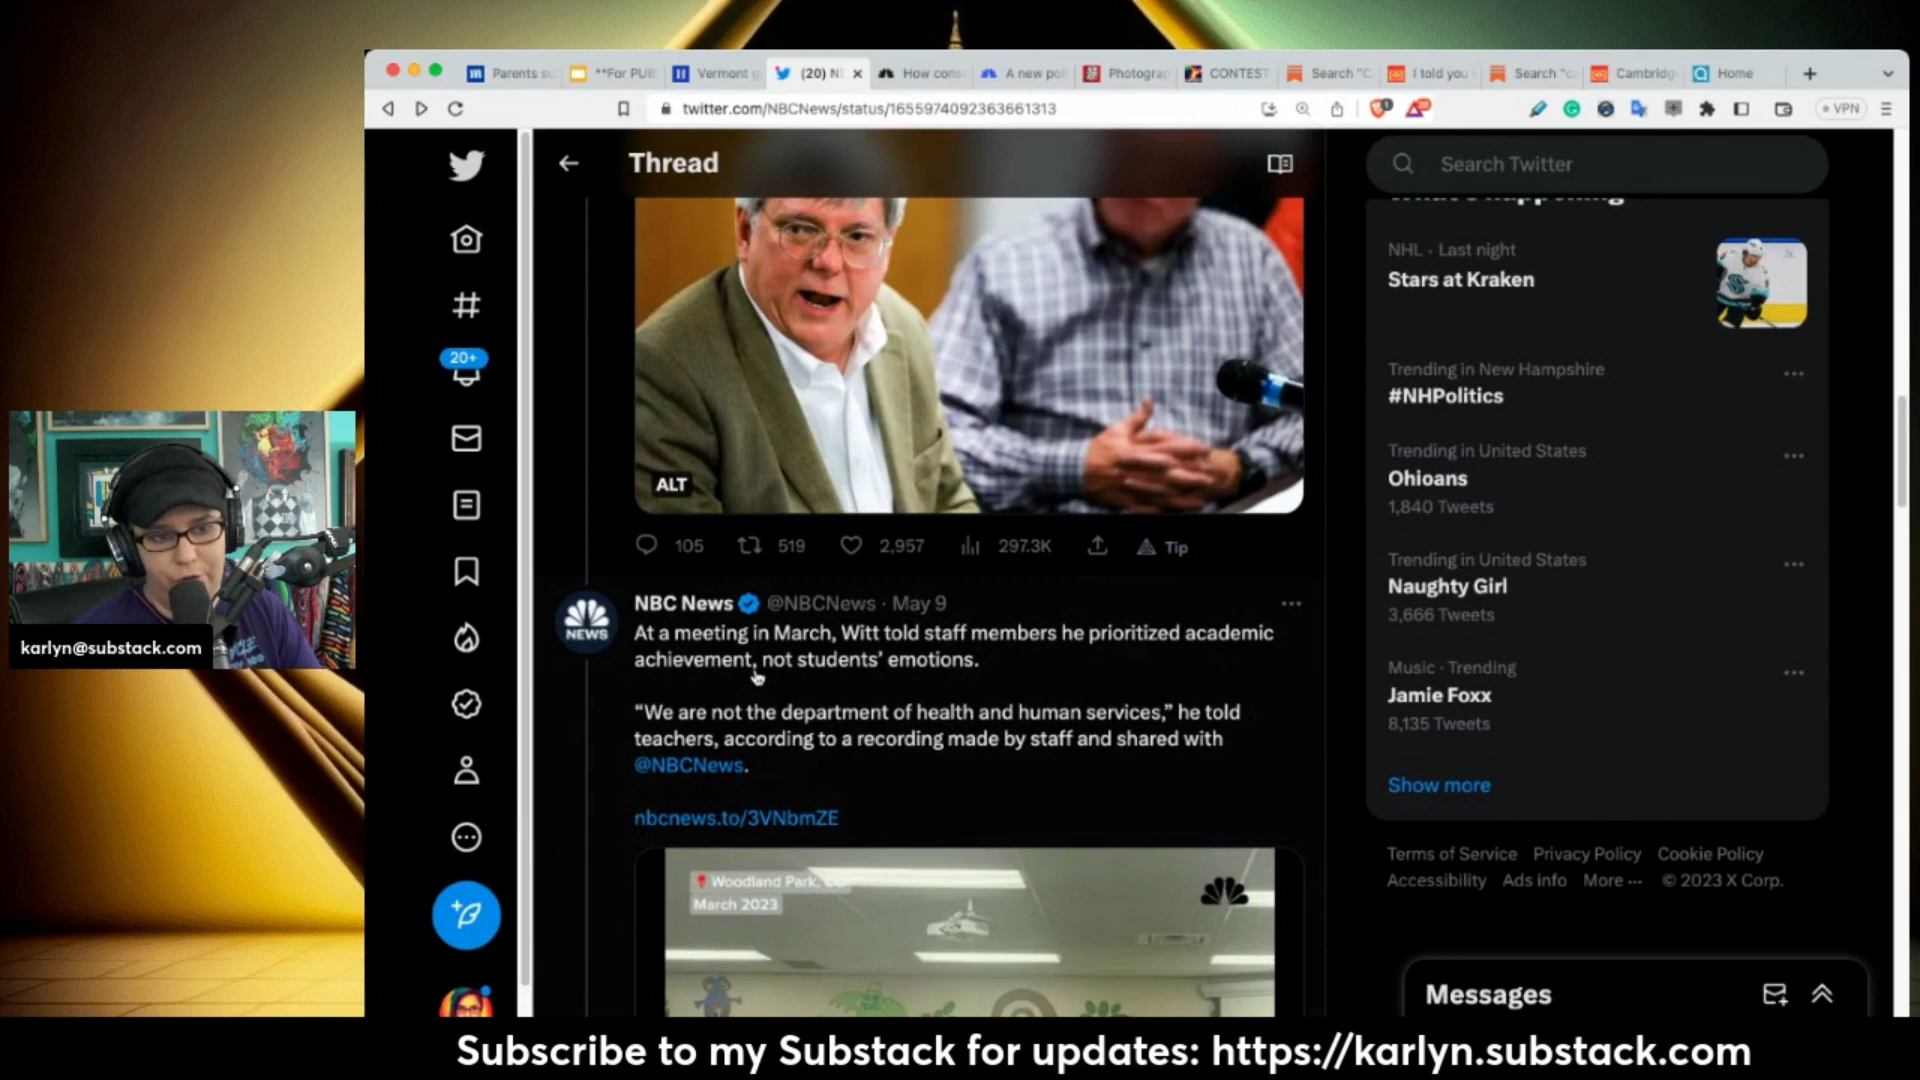 Parents su
**For PUB
Vermont g
(20) N
How cons
A new poll
Photograp
CONTEST
Search "C
I told you
Search "c
Cambridg
Home
twitter.com/NBCNews/status/1655974092363661313
VPN
Thread
Search Twitter
What's happening
NHL · Last night
Stars at Kraken
Trending in New Hampshire
#NHPolitics
Trending in United States
Ohioans
1,840 Tweets
Trending in United States
Naughty Girl
3,666 Tweets
Music · Trending
Jamie Foxx
8,135 Tweets
Show more
Terms of Service Privacy Policy Cookie Policy
Accessibility Ads info More ··· © 2023 X Corp.
Messages
20+
ALT
105 519 2,957 297.3K Tip
NEWS
NBC News @NBCNews · May 9
At a meeting in March, Witt told staff members he prioritized academic
achievement, not students’ emotions.
“We are not the department of health and human services,” he told
teachers, according to a recording made by staff and shared with
@NBCNews.
nbcnews.to/3VNbmZE
Woodland Park,
March 2023
karlyn@substack.com
Subscribe to my Substack for updates: https://karlyn.substack.com